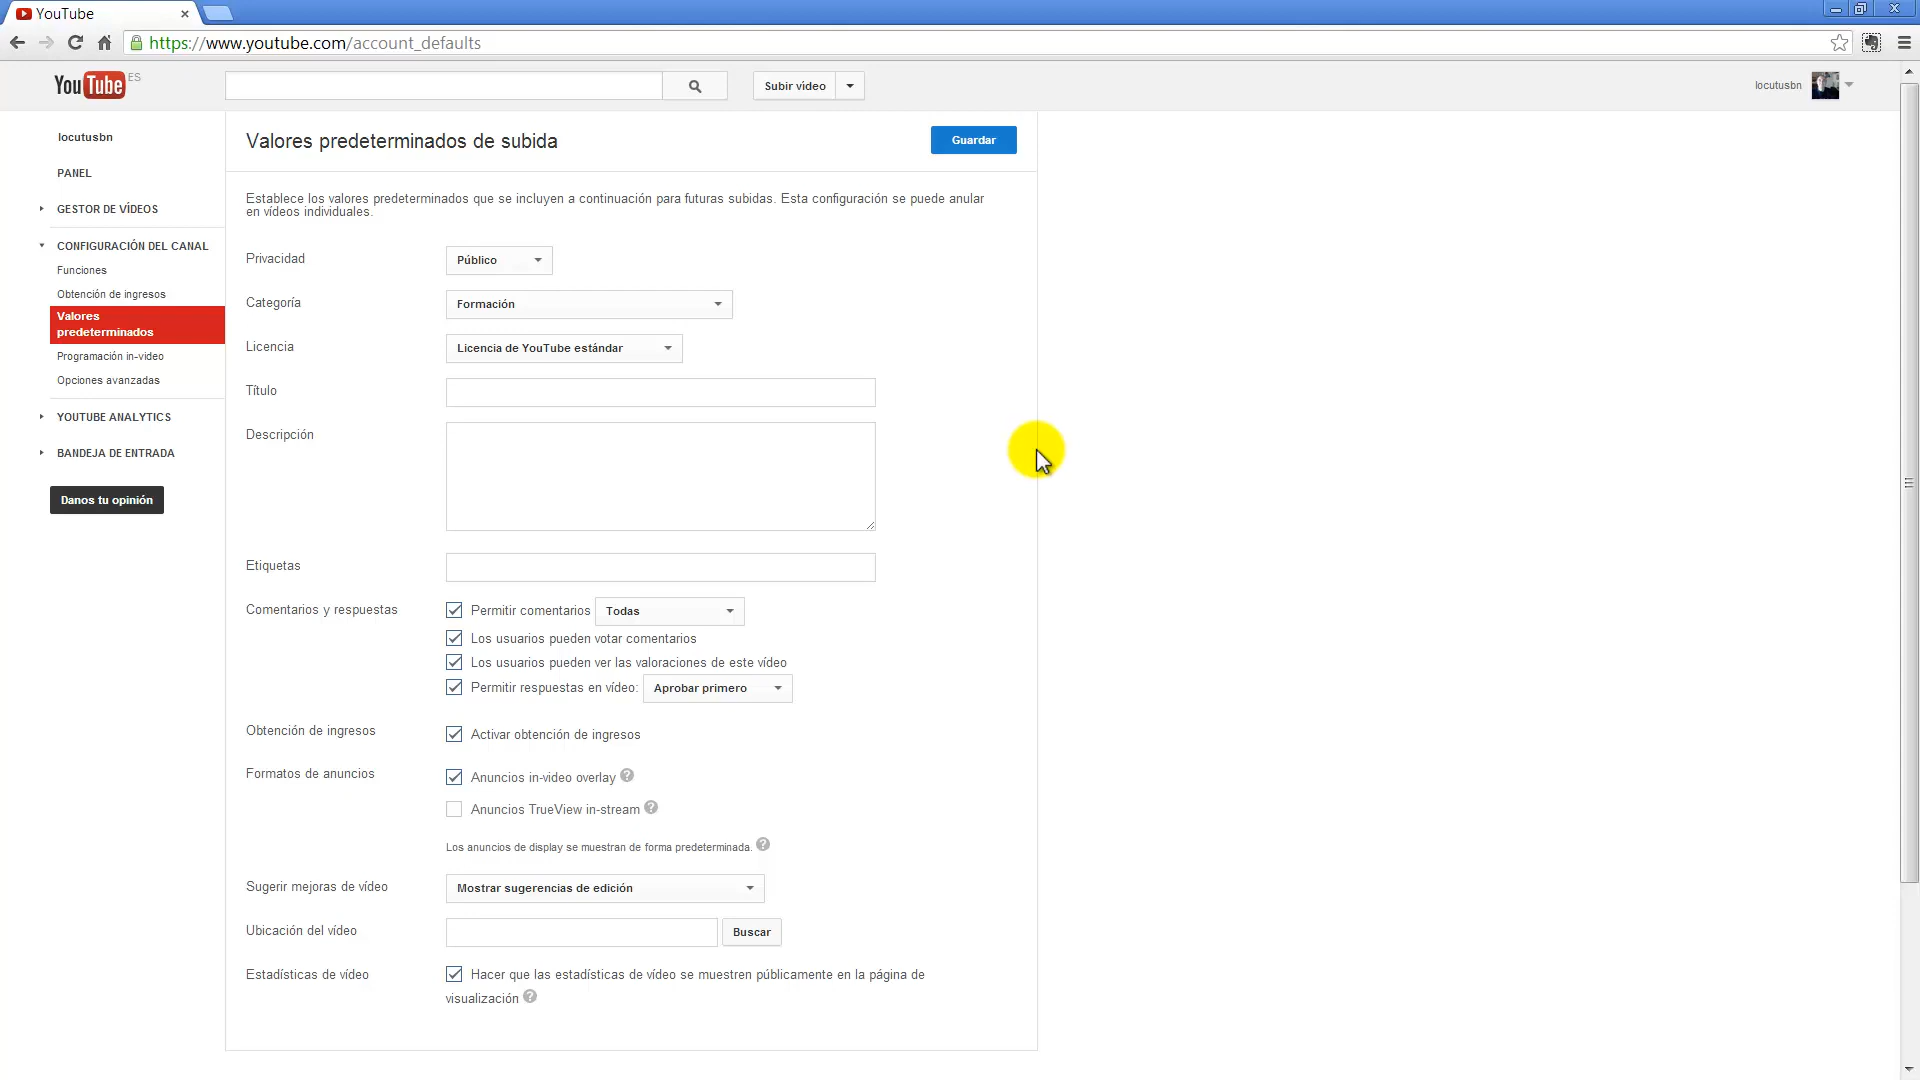 YouTube
https://www.youtube.com/account_defaults
YouTube ES
Subir vídeo
locutusbn
locutusbn
PANEL
GESTOR DE VÍDEOS
CONFIGURACIÓN DEL CANAL
Funciones
Obtención de ingresos
Valores
predeterminados
Programación in-video
Opciones avanzadas
YOUTUBE ANALYTICS
BANDEJA DE ENTRADA
Danos tu opinión
Valores predeterminados de subida
Guardar
Establece los valores predeterminados que se incluyen a continuación para futuras subidas. Esta configuración se puede anular
en vídeos individuales.
Privacidad
Público
Categoría
Formación
Licencia
Licencia de YouTube estándar
Título
Descripción
Etiquetas
Comentarios y respuestas
Permitir comentarios Todas
Los usuarios pueden votar comentarios
Los usuarios pueden ver las valoraciones de este vídeo
Permitir respuestas en vídeo: Aprobar primero
Obtención de ingresos
Activar obtención de ingresos
Formatos de anuncios
Anuncios in-video overlay ?
Anuncios TrueView in-stream ?
Los anuncios de display se muestran de forma predeterminada. ?
Sugerir mejoras de vídeo
Mostrar sugerencias de edición
Ubicación del vídeo
Buscar
Estadísticas de vídeo
Hacer que las estadísticas de vídeo se muestren públicamente en la página de
visualización ?